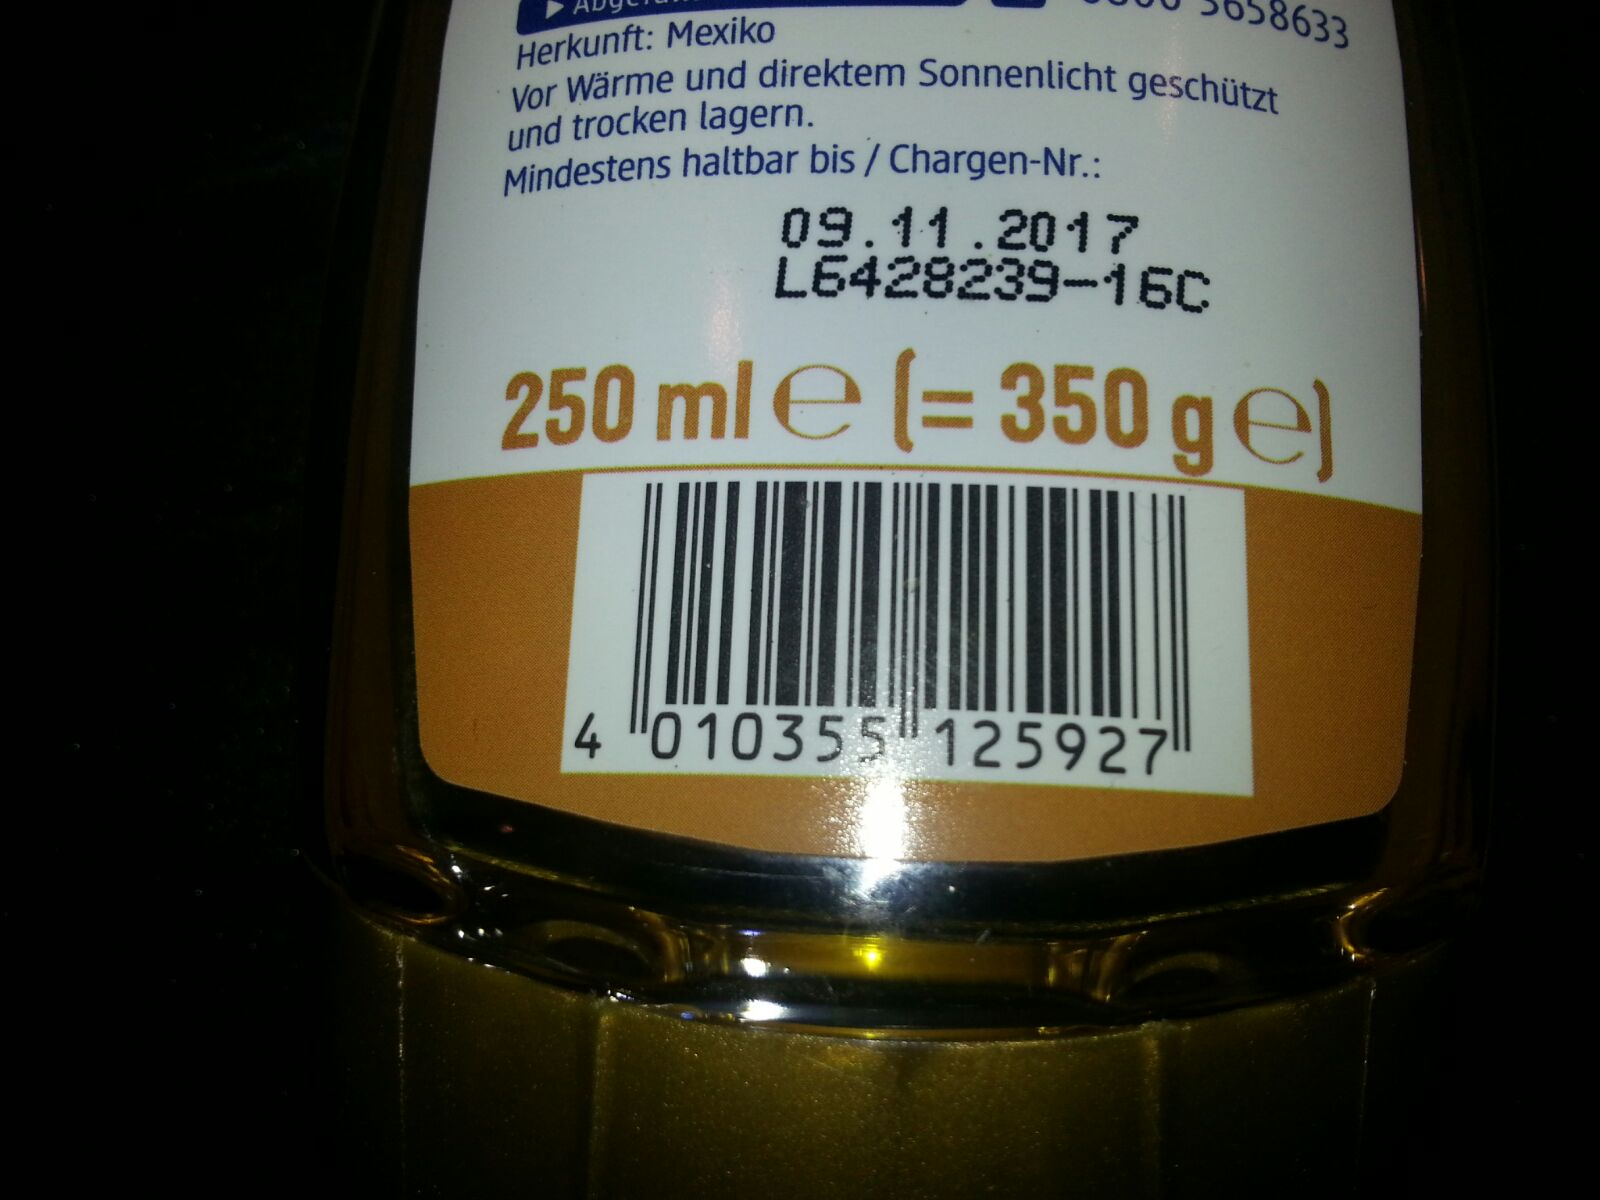 Herkunft: Mexiko
Vor Wärme und direktem Sonnenlicht geschützt
und trocken lagern.
Mindestens haltbar bis / Chargen-Nr.:
09.11.2017
L6428239-16C
250 ml ℮ (= 350 g ℮)
4 010355 125927